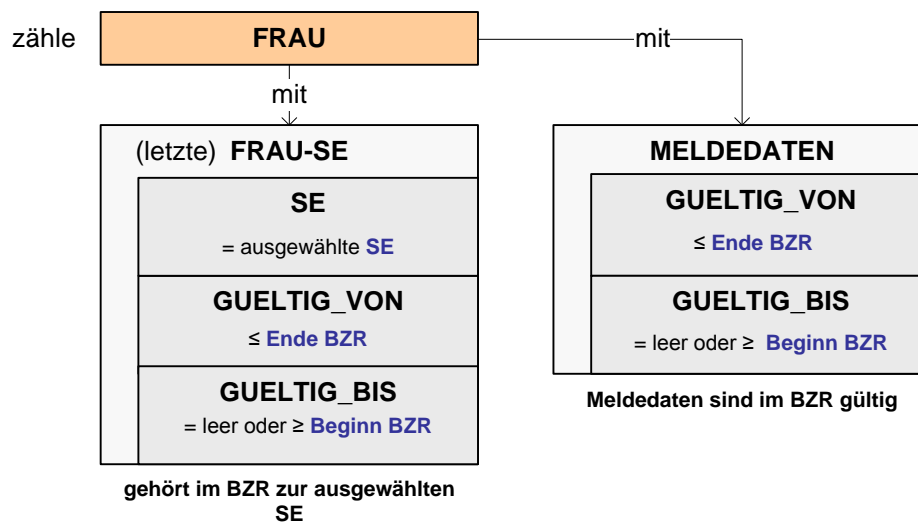 zähle
FRAU
mit
mit
(letzte) FRAU-SE
SE
= ausgewählte SE
GUELTIG_VON
≤ Ende BZR
GUELTIG_BIS
= leer oder ≥ Beginn BZR
gehört im BZR zur ausgewählten
SE
MELDEDATEN
GUELTIG_VON
≤ Ende BZR
GUELTIG_BIS
= leer oder ≥ Beginn BZR
Meldedaten sind im BZR gültig